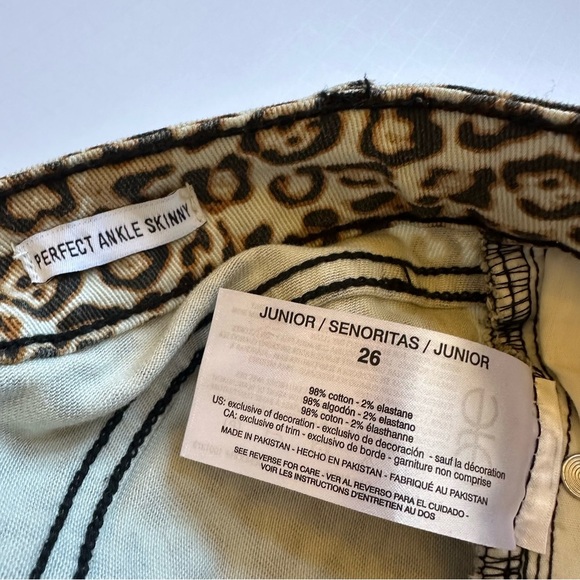 PERFECT ANKLE SKINNY
JUNIOR / SENORITAS / JUNIOR
26
98% cotton - 2% elastane
98% algodón - 2% elastano
98% coton - 2% élasthanne
US: exclusive of decoration - exclusivo de decoración - sauf la décoration
CA: exclusive of trim - exclusivo de borde - garniture non comprise
MADE IN PAKISTAN - HECHO EN PAKISTÁN - FABRIQUÉ AU PAKISTAN
SEE REVERSE FOR CARE - VER AL REVERSO PARA EL CUIDADO -
VOIR LES INSTRUCTIONS D'ENTRETIEN AU DOS